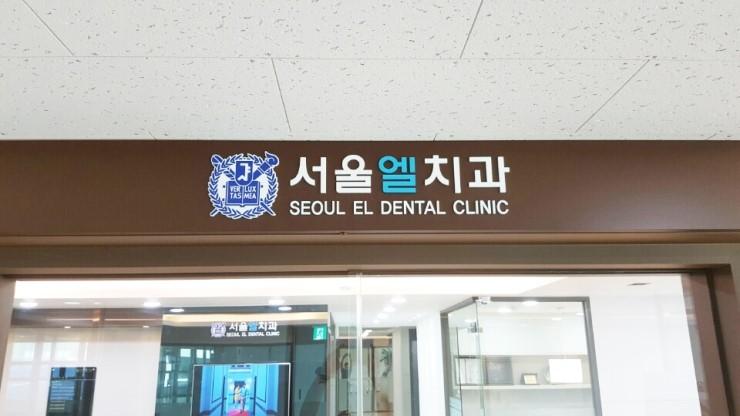 서울엘치과
SEOUL EL DENTAL CLINIC
VERI LUX
TAS MEA
서울엘치과
SEOUL EL DENTAL CLINIC